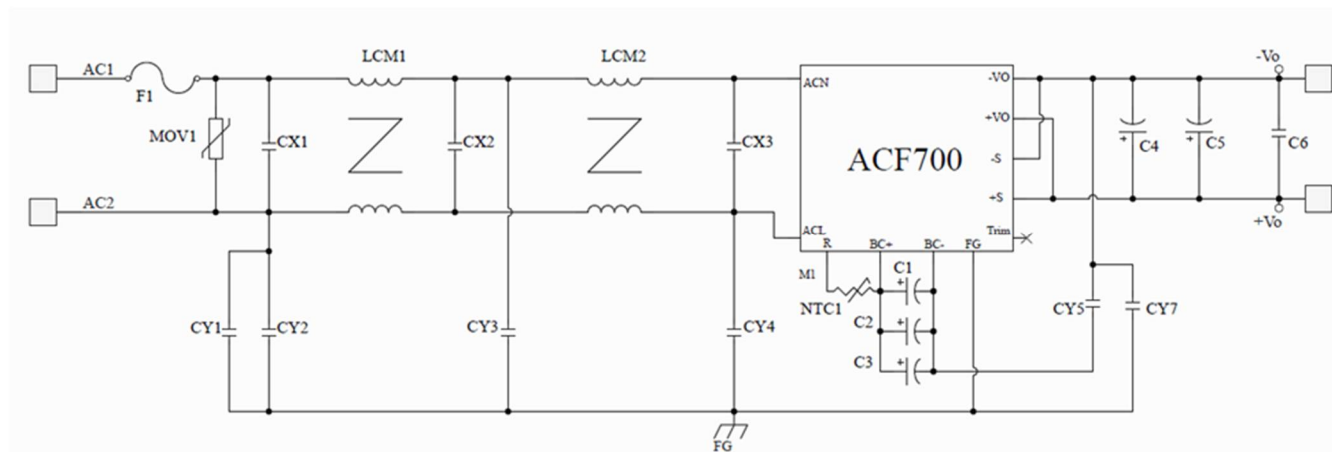 LCM1 LCM2
AC1 -Vo
F1 ACN -VO
MOV1 CX1 CX2 CX3 +VO
ACF700 -S C4 C5 C6
AC2 +S
+Vo
ACL Trim
R BC+ BC- FG
M1 C1
NTC1
CY1 CY2 CY3 CY4 C2 CY5 CY7
C3
FG